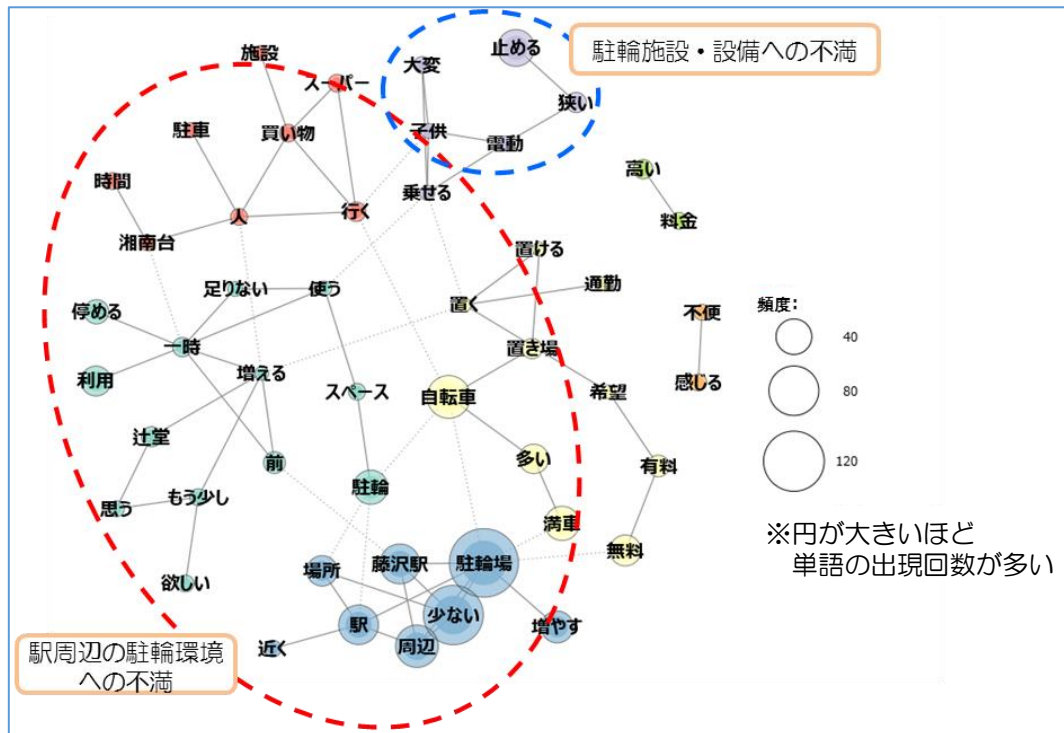 施設
スーパー
駐車
買い物
時間
人
行く
湘南台
大変
止める
狭い
子供
電動
乗せる
駐輪施設・設備への不満
高い
料金
置ける
通勤
置く
置き場
足りない
使う
停める
一時
利用
増える
スペース
自転車
希望
不便
感じる
頻度:
40
80
120
辻堂
前
駐輪
多い
有料
思う
もう少し
満車
無料
欲しい
場所
藤沢駅
駐輪場
少ない
駅
周辺
増やす
近く
駅周辺の駐輪環境
への不満
※円が大きいほど
単語の出現回数が多い